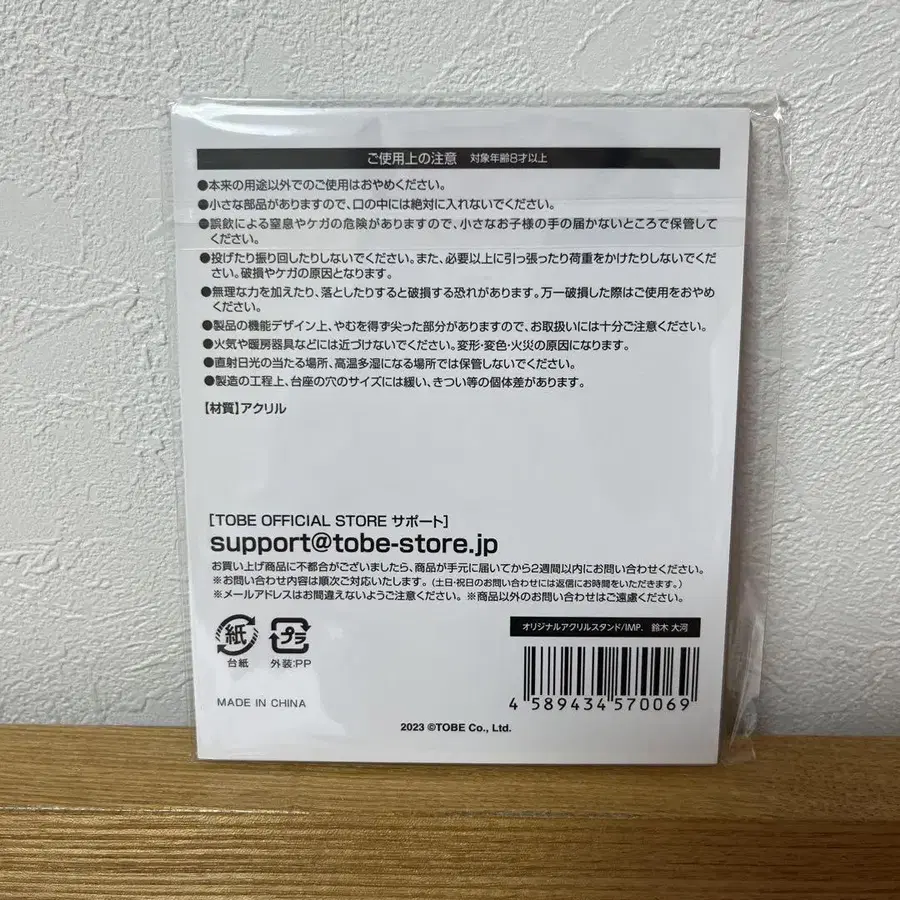 ご使用上の注意 対象年齢8才以上
●本来の用途以外でのご使用はおやめください。
●小さな部品がありますので、口の中には絶対に入れないでください。
●誤飲による窒息やケガの危険がありますので、小さなお子様の手の届かないところで保管して
ください。
●投げたり振り回したりしないでください。また、必要以上に引っ張ったり荷重をかけたりしないでくだ
さい。破損やケガの原因となります。
●無理な力を加えたり、落としたりすると破損する恐れがあります。万一破損した際はご使用をおやめ
ください。
●製品の機能デザイン上、やむを得ず尖った部分がありますので、お取扱いには十分ご注意ください。
●火気や暖房器具などには近づけないでください。変形・変色・火災の原因になります。
●直射日光の当たる場所、高温多湿になる場所では保管しないでください。
●製造の工程上、台座の穴のサイズには緩い、きつい等の個体差があります。
【材質】アクリル
[TOBE OFFICIAL STORE サポート]
support@tobe-store.jp
お買い上げ商品に不都合がございましたら、商品が手元に届いてから2週間以内にお問い合わせください。
※お問い合わせ内容は順次ご対応いたします。(土日・祝日のお問い合わせには返信にお時間をいただきます。)
※メールアドレスはお間違えないようご注意ください。※商品以外のお問い合わせはご遠慮ください。
紙
台紙
プラ
外装:PP
オリジナルアクリルスタンド/IMP. 鈴木 大河
4 589434 570069
MADE IN CHINA
2023 ©TOBE Co., Ltd.